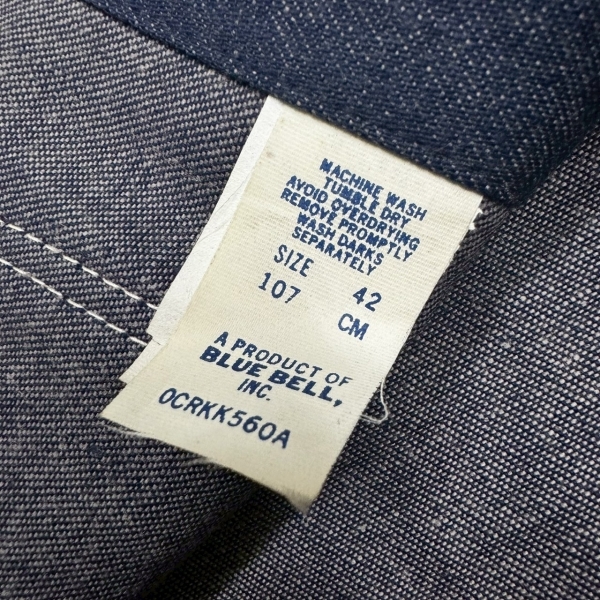 MACHINE WASH
TUMBLE DRY
AVOID OVERDRYING
REMOVE PROMPTLY
WASH DARKS
SEPARATELY
SIZE 42
107 CM
A PRODUCT OF
BLUE BELL,
INC.
OCRKK560A